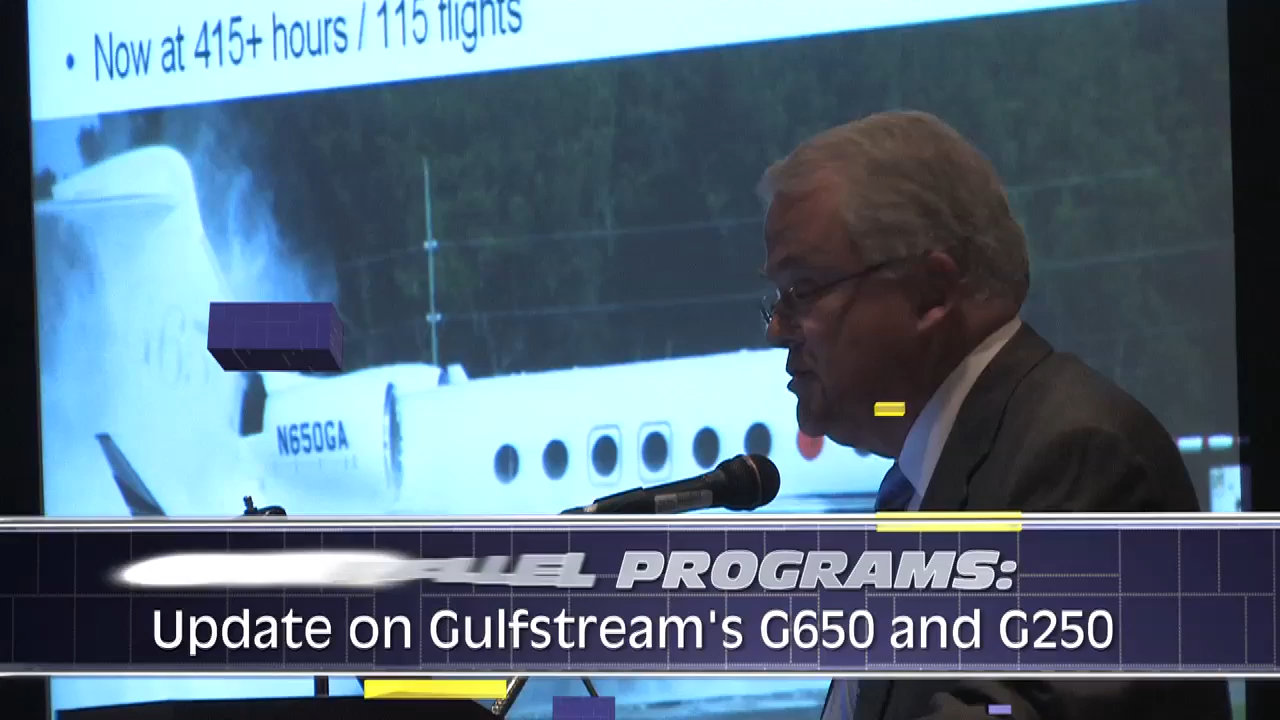 • Now at 415+ hours / 115 flights
N650GA
PROGRAMS:
Update on Gulfstream's G650 and G250